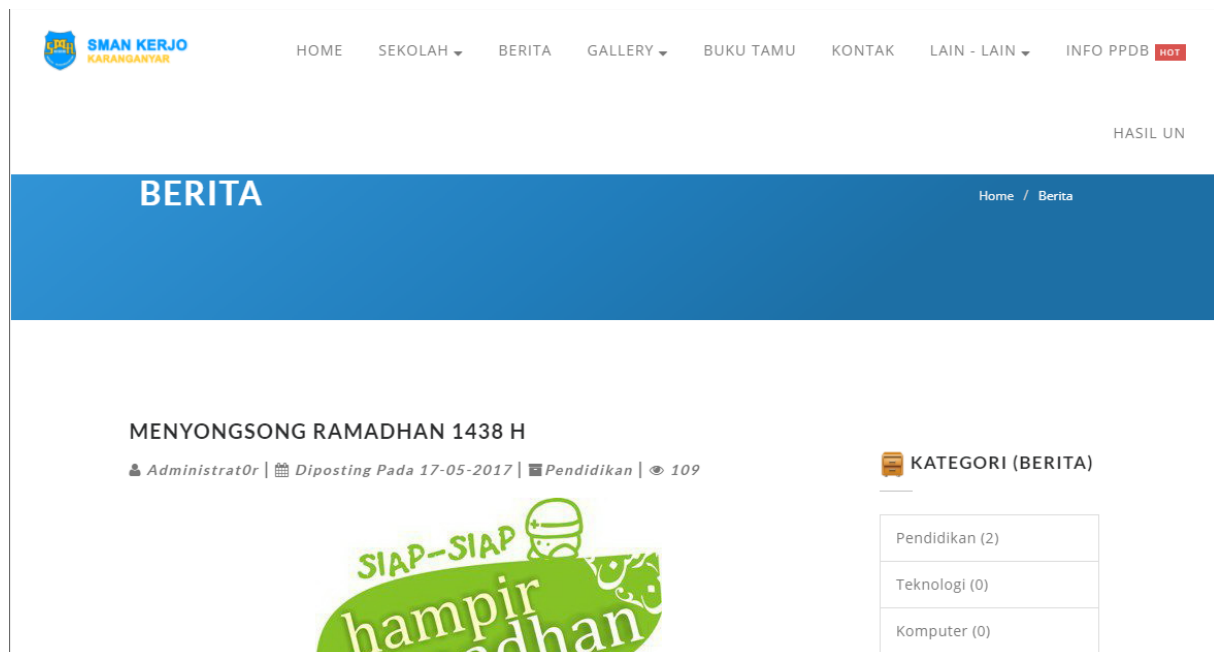 SMAN KERJO
KARANGANYAR
HOME SEKOLAH BERITA GALLERY BUKU TAMU KONTAK LAIN - LAIN INFO PPDB HOT
HASIL UN
BERITA
Home / Berita
MENYONGSONG RAMADHAN 1438 H
Administrat0r | Diposting Pada 17-05-2017 | Pendidikan | 109
SIAP-SIAP
hampir
KATEGORI (BERITA)
Pendidikan (2)
Teknologi (0)
Komputer (0)